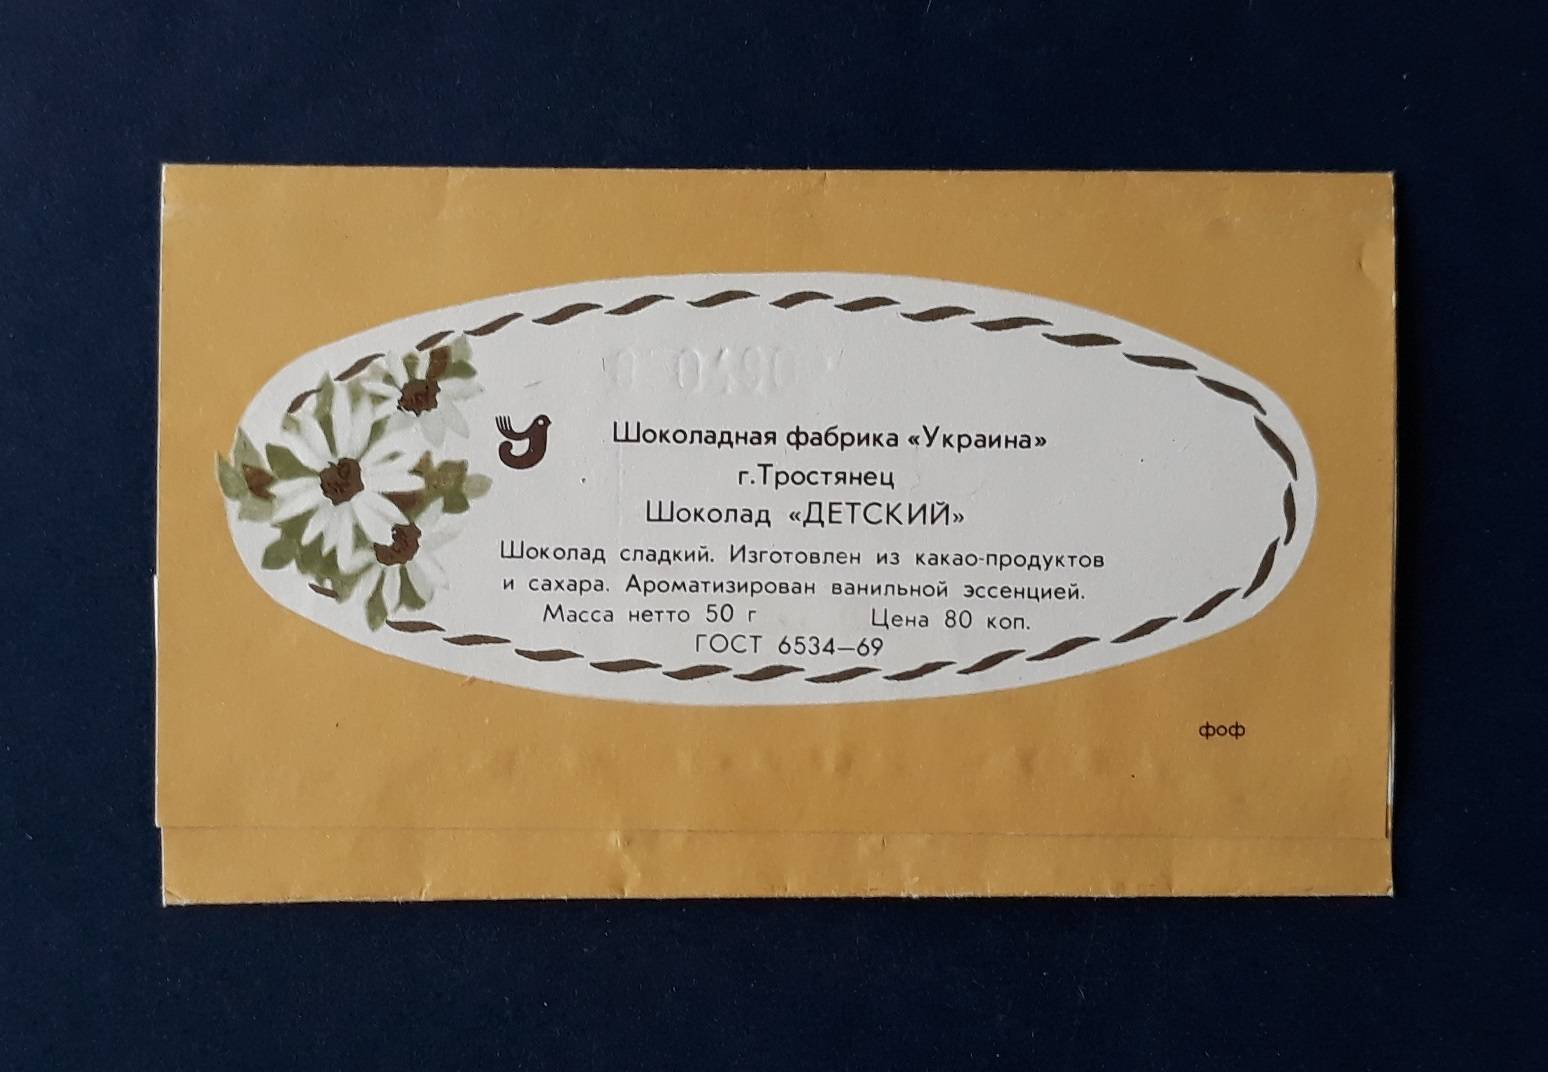 Шоколадная фабрика «Украина»
г.Тростянец
Шоколад «ДЕТСКИЙ»
Шоколад сладкий. Изготовлен из какао-продуктов
и сахара. Ароматизирован ванильной эссенцией.
Масса нетто 50 г Цена 80 коп.
ГОСТ 6534—69
фоф